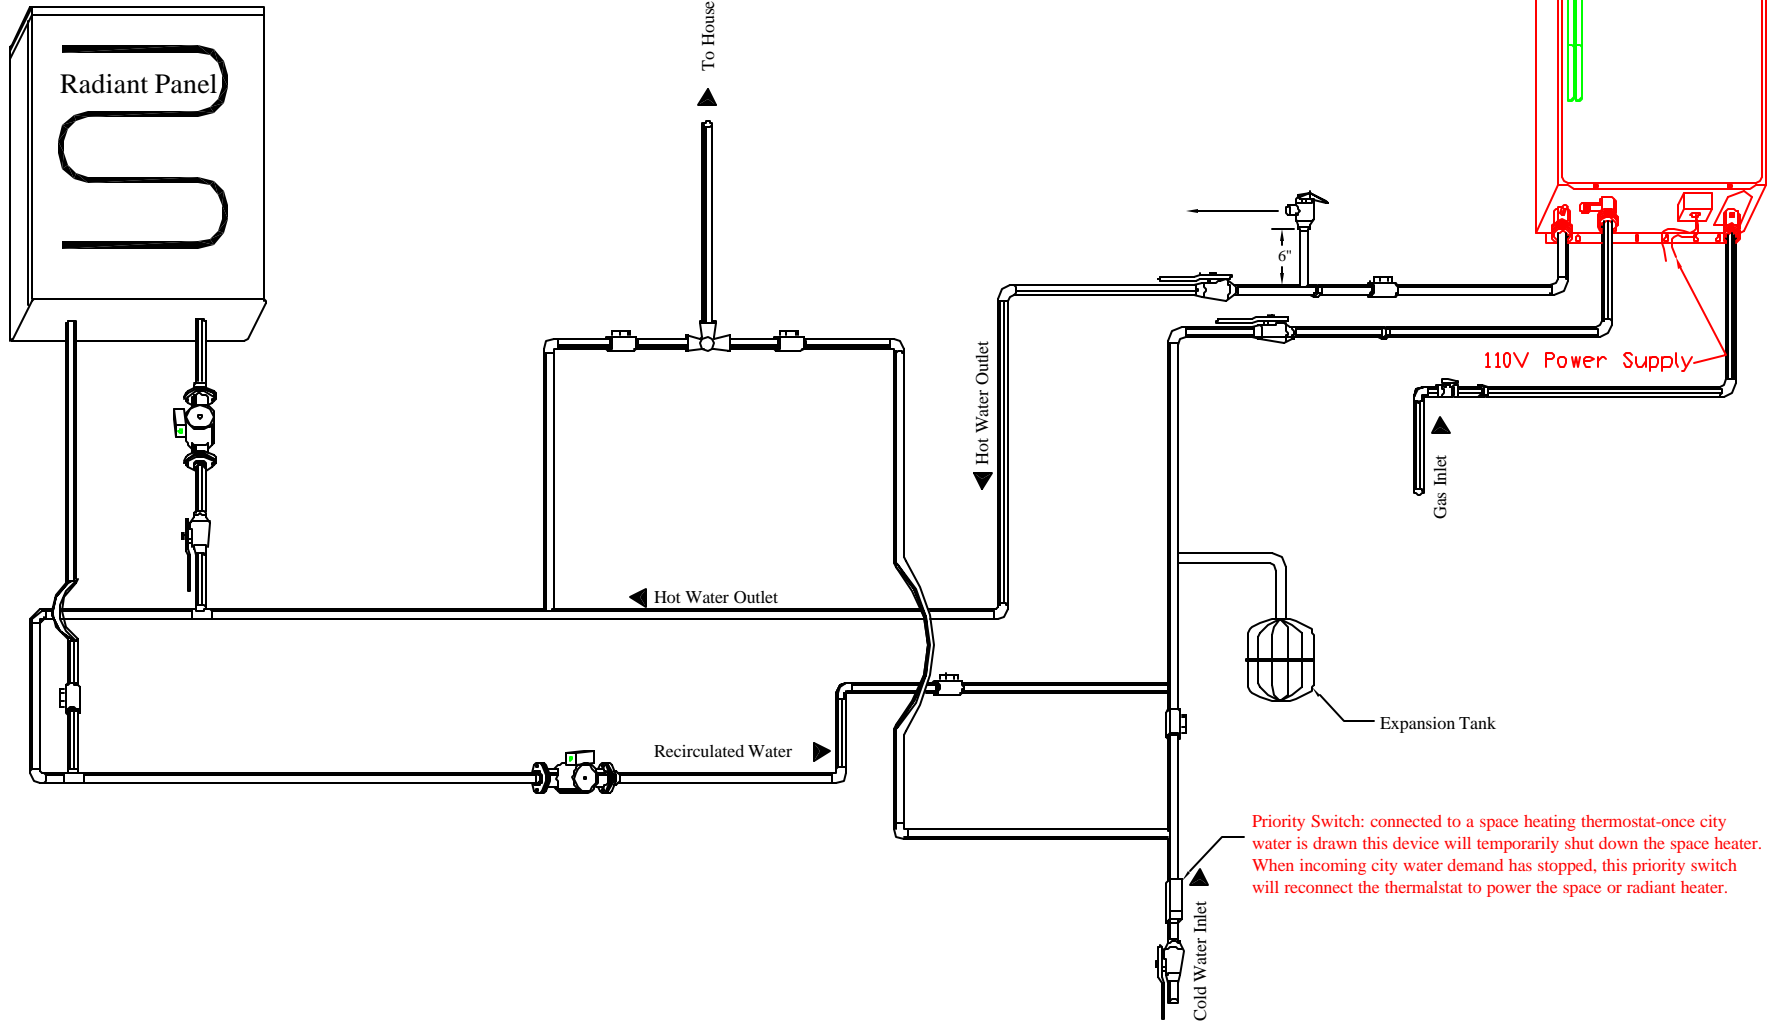 To House
Radiant Panel
6"
110V Power Supply
Hot Water Outlet
Gas Inlet
Hot Water Outlet
Expansion Tank
Recirculated Water
Priority Switch: connected to a space heating thermostat-once city
water is drawn this device will temporarily shut down the space heater.
When incoming city water demand has stopped, this priority switch
will reconnect the thermalstat to power the space or radiant heater.
Cold Water Inlet